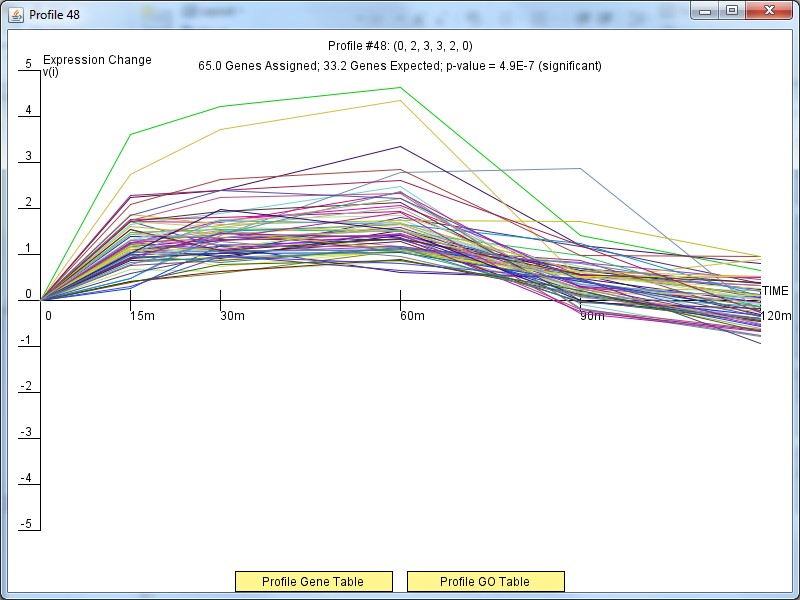 Profile 48
Profile #48: (0, 2, 3, 3, 2, 0)
65.0 Genes Assigned; 33.2 Genes Expected; p-value = 4.9E-7 (significant)
Expression Change
v(i)
5
4
3
2
1
0
-1
-2
-3
-4
-5
0 15m 30m 60m 90m 120m
TIME
Profile Gene Table Profile GO Table